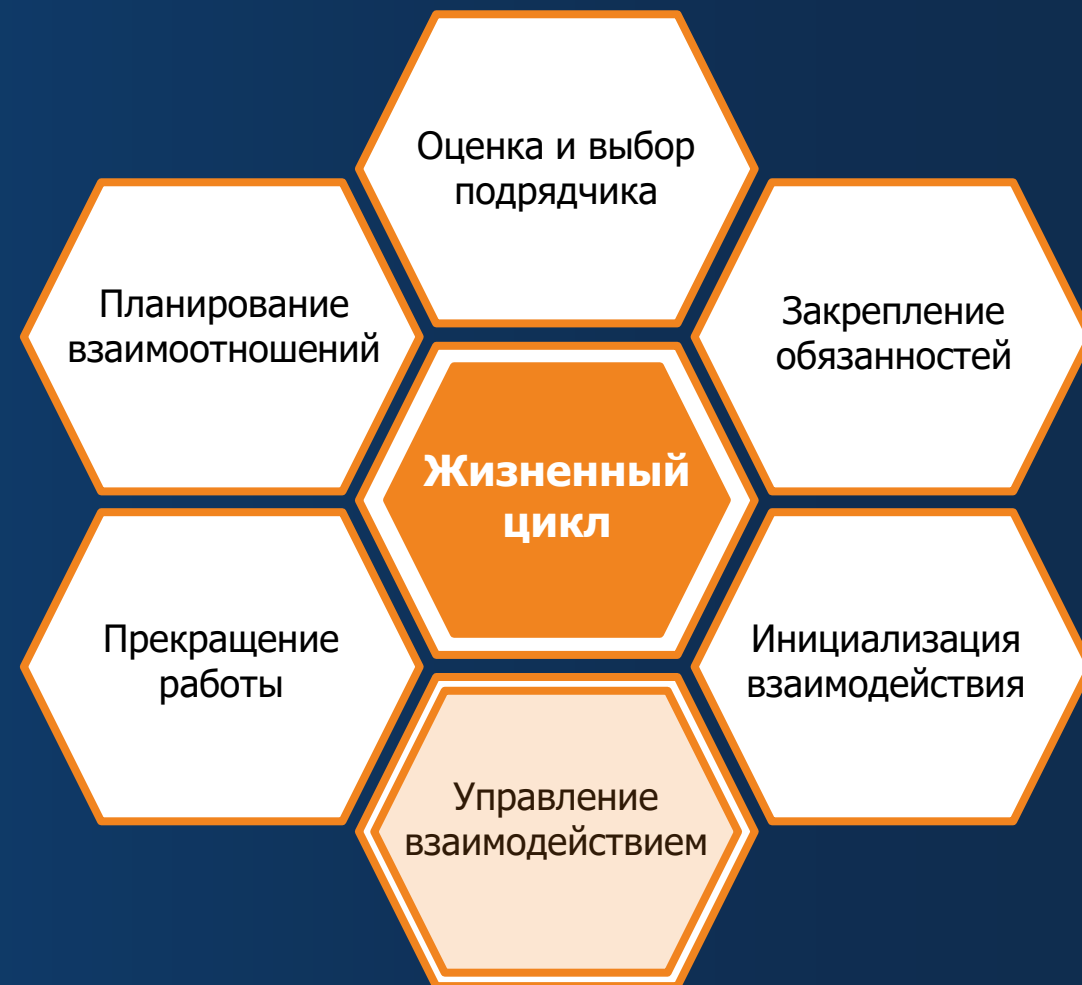 Оценка и выбор
подрядчика
Планирование
взаимоотношений
Закрепление
обязанностей
Жизненный
цикл
Прекращение
работы
Инициализация
взаимодействия
Управление
взаимодействием